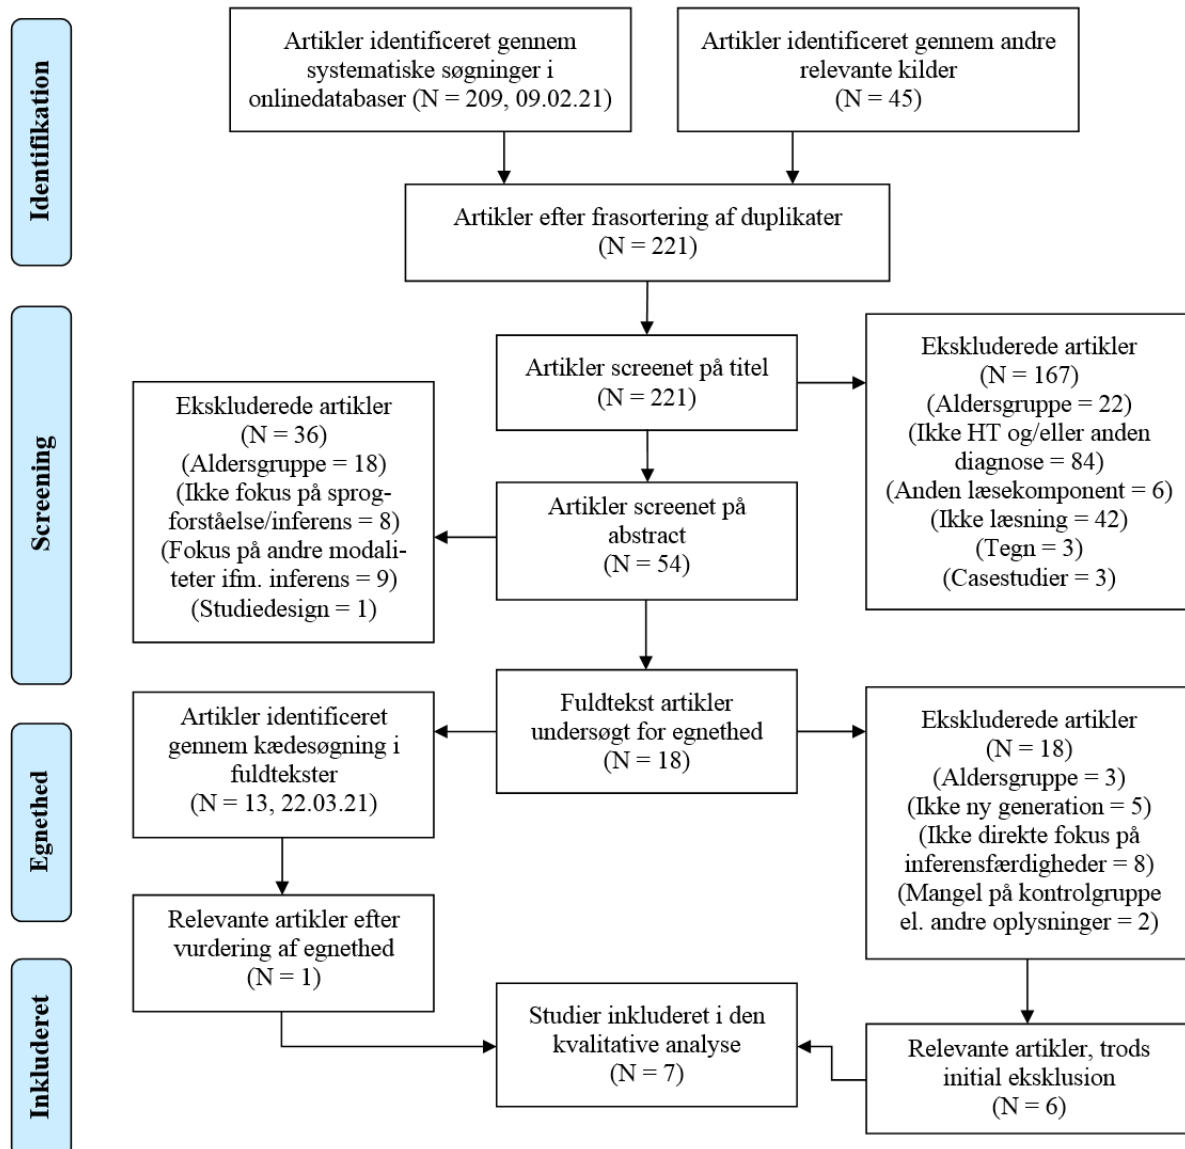 Identifikation
Artikler identificeret gennem
systematiske søgninger i
onlinedatabaser (N = 209, 09.02.21)
Artikler identificeret gennem andre
relevante kilder
(N = 45)
Artikler efter frasortering af duplikater
(N = 221)
Screening
Artikler screenet på titel
(N = 221)
Ekskluderede artikler
(N = 167)
(Aldersgruppe = 22)
(Ikke HT og/eller anden
diagnose = 84)
(Anden læsekomponent = 6)
(Ikke læsning = 42)
(Tegn = 3)
(Casestudier = 3)
Ekskluderede artikler
(N = 36)
(Aldersgruppe = 18)
(Ikke fokus på sprog-
forståelse/inferens = 8)
(Fokus på andre modali-
teter ifm. inferens = 9)
(Studiedesign = 1)
Artikler screenet på
abstract
(N = 54)
Egnethed
Fuldtekst artikler
undersøgt for egnethed
(N = 18)
Artikler identificeret
gennem kædesøgning i
fuldtekster
(N = 13, 22.03.21)
Ekskluderede artikler
(N = 18)
(Aldersgruppe = 3)
(Ikke ny generation = 5)
(Ikke direkte fokus på
inferensfærdigheder = 8)
(Mangel på kontrolgruppe
el. andre oplysninger = 2)
Relevante artikler efter
vurdering af egnethed
(N = 1)
Inkluderet
Studier inkluderet i den
kvalitative analyse
(N = 7)
Relevante artikler, trods
initial eksklusion
(N = 6)